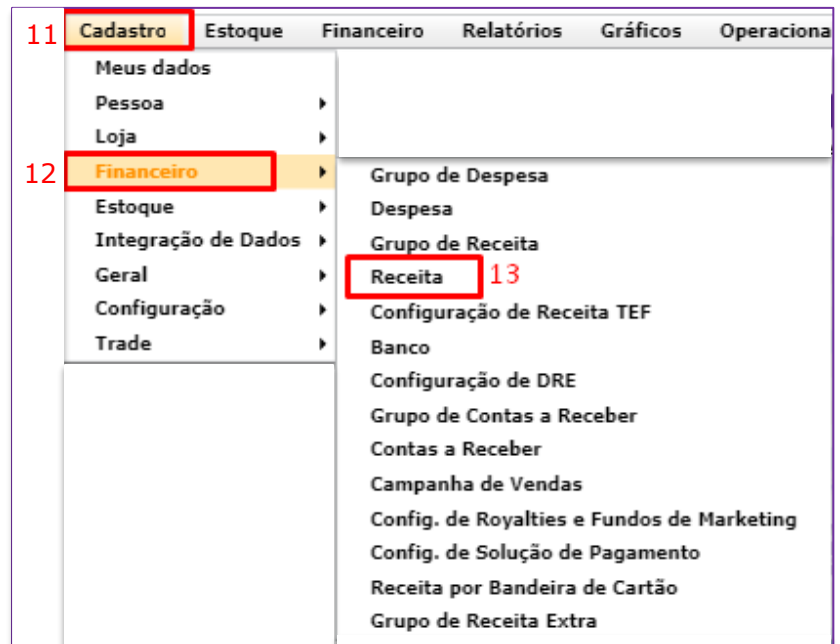 11 Cadastro Estoque Financeiro Relatórios Gráficos Operaciona
Meus dados
Pessoa
Loja
12 Financeiro
Estoque
Integração de Dados
Geral
Configuração
Trade
Grupo de Despesa
Despesa
Grupo de Receita
Receita 13
Configuração de Receita TEF
Banco
Configuração de DRE
Grupo de Contas a Receber
Contas a Receber
Campanha de Vendas
Config. de Royalties e Fundos de Marketing
Config. de Solução de Pagamento
Receita por Bandeira de Cartão
Grupo de Receita Extra